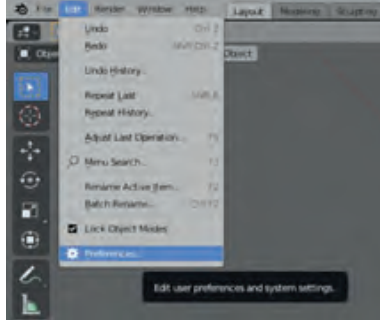 File Edit Render Window Help Layout Modeling Sculpting
Object
Undo Ctrl Z
Redo Shift Ctrl Z
Undo History...
Repeat Last Shift R
Repeat History...
Adjust Last Operation... F9
Menu Search... F3
Rename Active Item... F2
Batch Rename... Ctrl F2
Lock Object Modes
Preferences...
Edit user preferences and system settings.